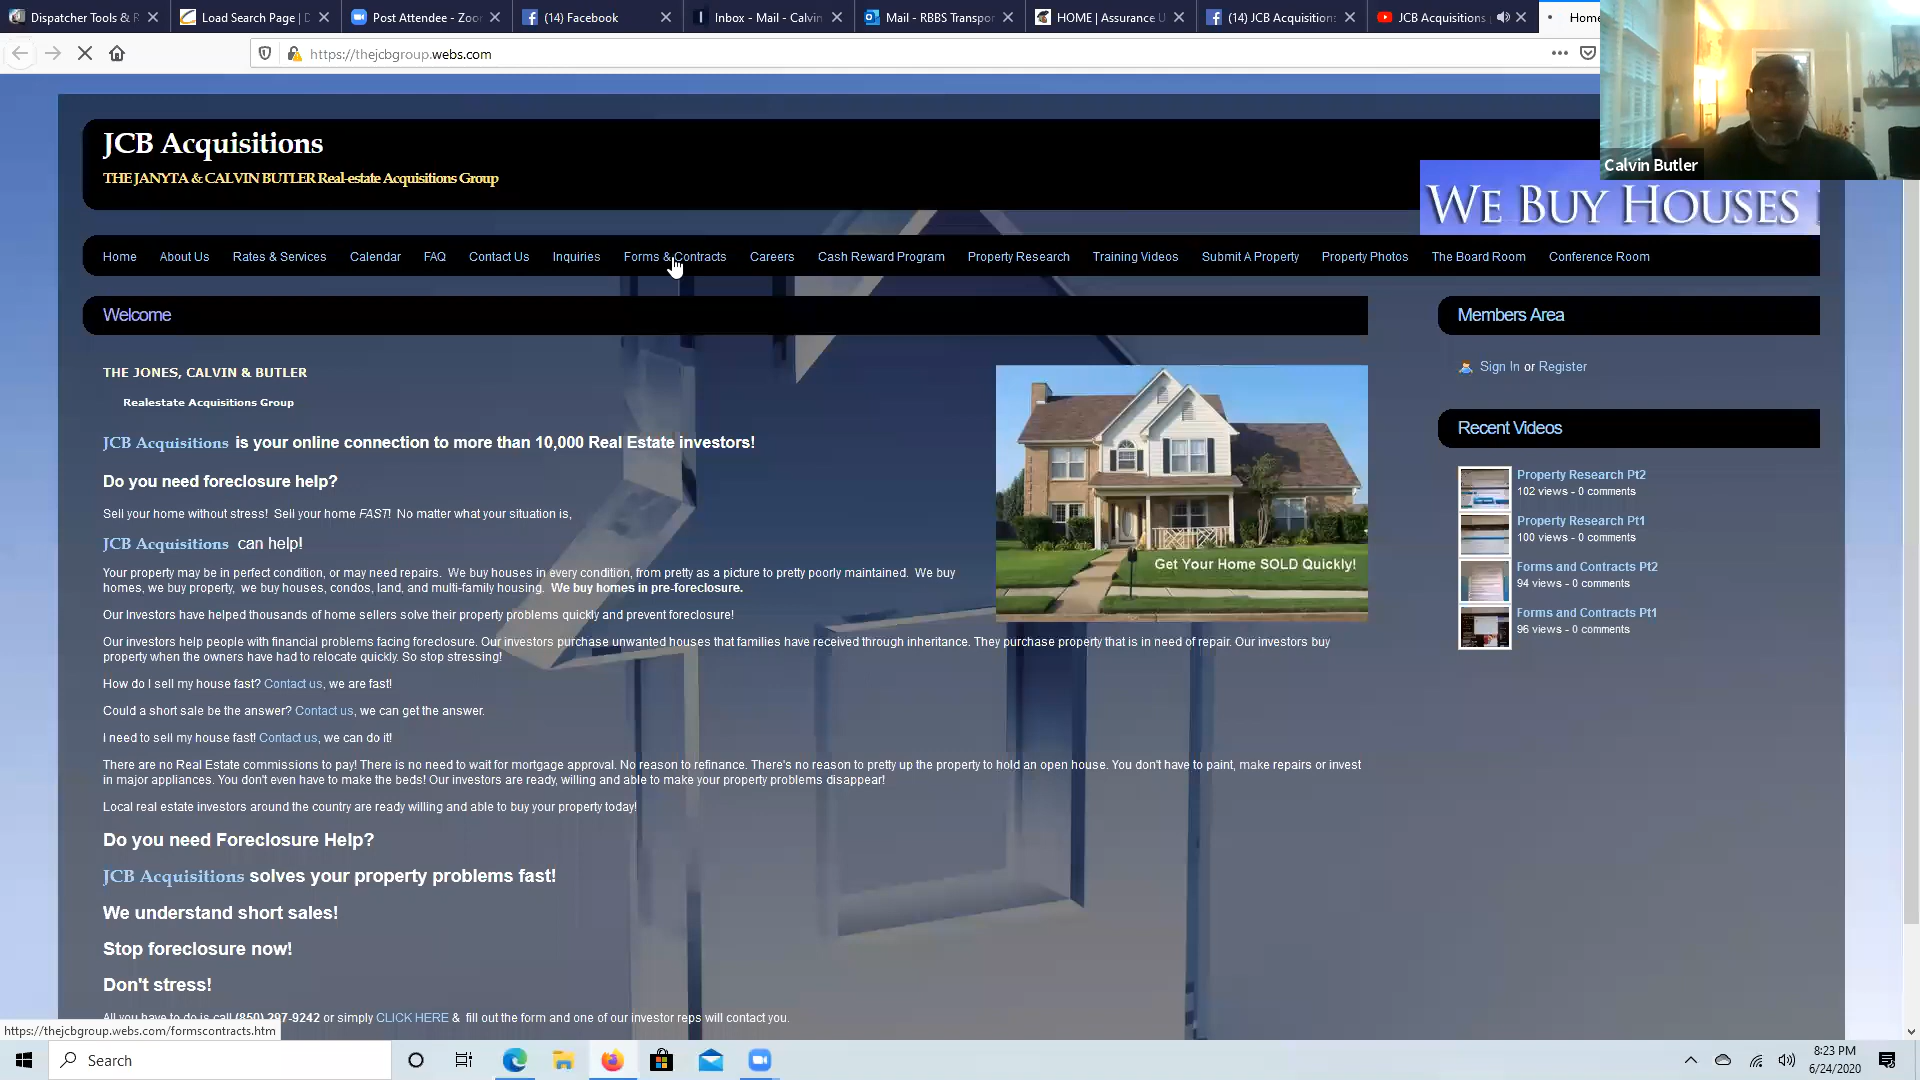 Dispatcher Tools & R
Load Search Page | D
Post Attendee - Zoo
(14) Facebook
Inbox - Mail - Calvin
Mail - RBBS Transpor
HOME | Assurance U
(14) JCB Acquisitions
JCB Acquisitions
Home
https://thejcbgroup.webs.com
Calvin Butler
JCB Acquisitions
THE JANYTA & CALVIN BUTLER Real-estate Acquisitions Group
WE BUY HOUSES
Home
About Us
Rates & Services
Calendar
FAQ
Contact Us
Inquiries
Forms & Contracts
Careers
Cash Reward Program
Property Research
Training Videos
Submit A Property
Property Photos
The Board Room
Conference Room
Welcome
THE JONES, CALVIN & BUTLER
Realestate Acquisitions Group
JCB Acquisitions is your online connection to more than 10,000 Real Estate investors!
Do you need foreclosure help?
Sell your home without stress! Sell your home FAST! No matter what your situation is,
JCB Acquisitions can help!
Your property may be in perfect condition, or may need repairs. We buy houses in every condition, from pretty as a picture to pretty poorly maintained. We buy
homes, we buy property, we buy houses, condos, land, and multi-family housing. We buy homes in pre-foreclosure.
Our Investors have helped thousands of home sellers solve their property problems quickly and prevent foreclosure!
Our investors help people with financial problems facing foreclosure. Our investors purchase unwanted houses that families have received through inheritance. They purchase property that is in need of repair. Our investors buy
property when the owners have had to relocate quickly. So stop stressing!
How do I sell my house fast? Contact us, we are fast!
Could a short sale be the answer? Contact us, we can get the answer.
I need to sell my house fast! Contact us, we can do it!
There are no Real Estate commissions to pay! There is no need to wait for mortgage approval. No reason to refinance. There's no reason to pretty up the property to hold an open house. You don't have to paint, make repairs or invest
in major appliances. You don't even have to make the beds! Our investors are ready, willing and able to make your property problems disappear!
Local real estate investors around the country are ready willing and able to buy your property today!
Do you need Foreclosure Help?
JCB Acquisitions solves your property problems fast!
We understand short sales!
Stop foreclosure now!
Don't stress!
All you have to do is call (850) 297-9242 or simply CLICK HERE & fill out the form and one of our investor reps will contact you.
Get Your Home SOLD Quickly!
Members Area
Sign In or Register
Recent Videos
Property Research Pt2
102 views - 0 comments
Property Research Pt1
100 views - 0 comments
Forms and Contracts Pt2
94 views - 0 comments
Forms and Contracts Pt1
96 views - 0 comments
https://thejcbgroup.webs.com/formscontracts.htm
Search
8:23 PM
6/24/2020